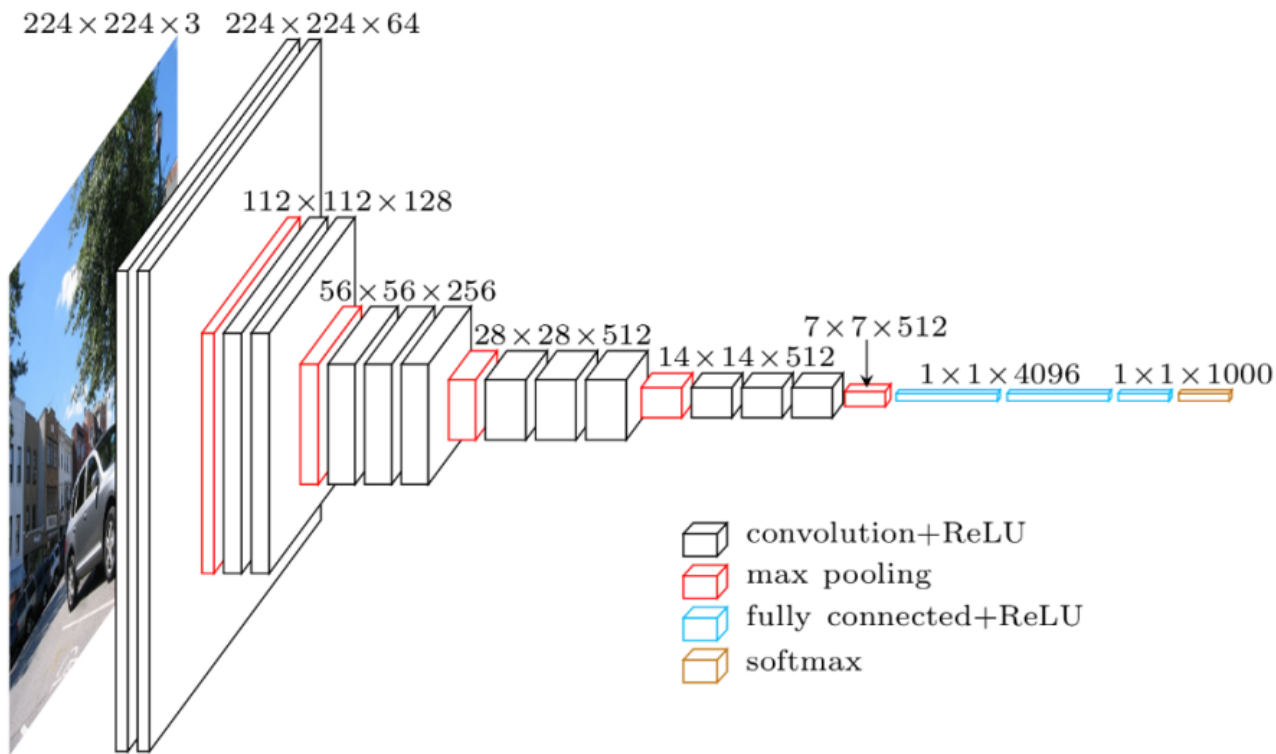 224×224×3
224×224×64
112×112×128
56×56×256
28×28×512
14×14×512
7×7×512
1×1×4096
1×1×1000
convolution+ReLU
max pooling
fully connected+ReLU
softmax